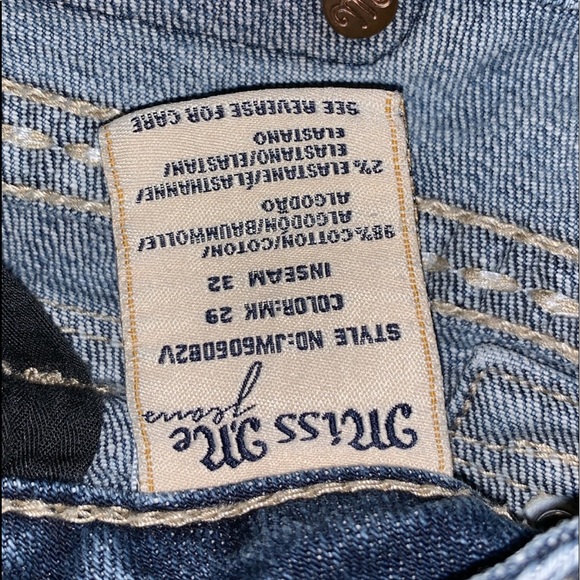 Miss Me
jeans
STYLE NO:JW6060B2V
COLOR:MK 29
INSEAM 32
98%COTTON/COTON/
ALGODÓN/BAUMWOLLE/
ALGODÃO
2% ELASTANE/ÉLASTHANNE/
ELASTANO/ELASTAN/
ELASTANO
SEE REVERSE FOR CARE
M